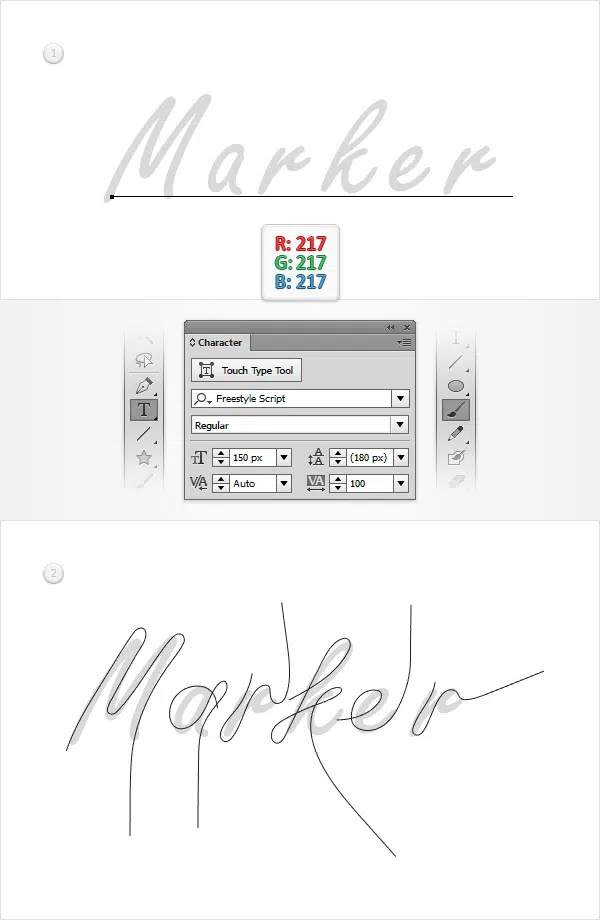 1
Marker
R: 217
G: 217
B: 217
Character
Touch Type Tool
Freestyle Script
Regular
150 px
(180 px)
Auto
100
2
Marker